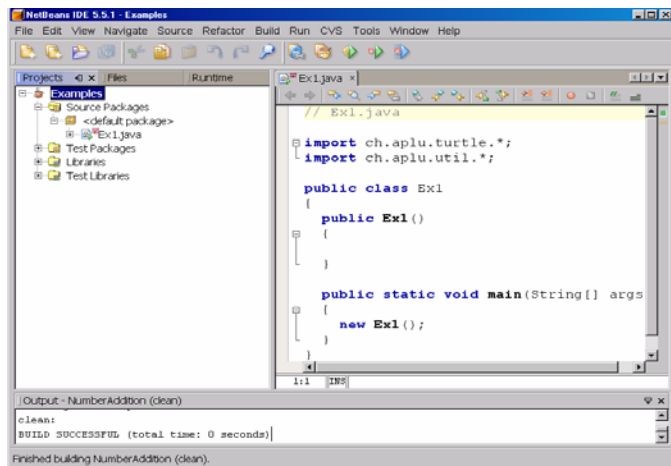 NetBeans IDE 5.5.1 - Examples
File Edit View Navigate Source Refactor Build Run CVS Tools Window Help
Projects Files Runtime
Examples
Source Packages
<default package>
Ex1.java
Test Packages
Libraries
Test Libraries
Ex1.java
// Ex1.java
import ch.aplu.turtle.*;
import ch.aplu.util.*;
public class Ex1
{
public Ex1()
{
}
public static void main(String[] args
{
new Ex1();
}
}
1:1 INS
Output - NumberAddition (clean)
clean:
BUILD SUCCESSFUL (total time: 0 seconds)
Finished building NumberAddition (clean).